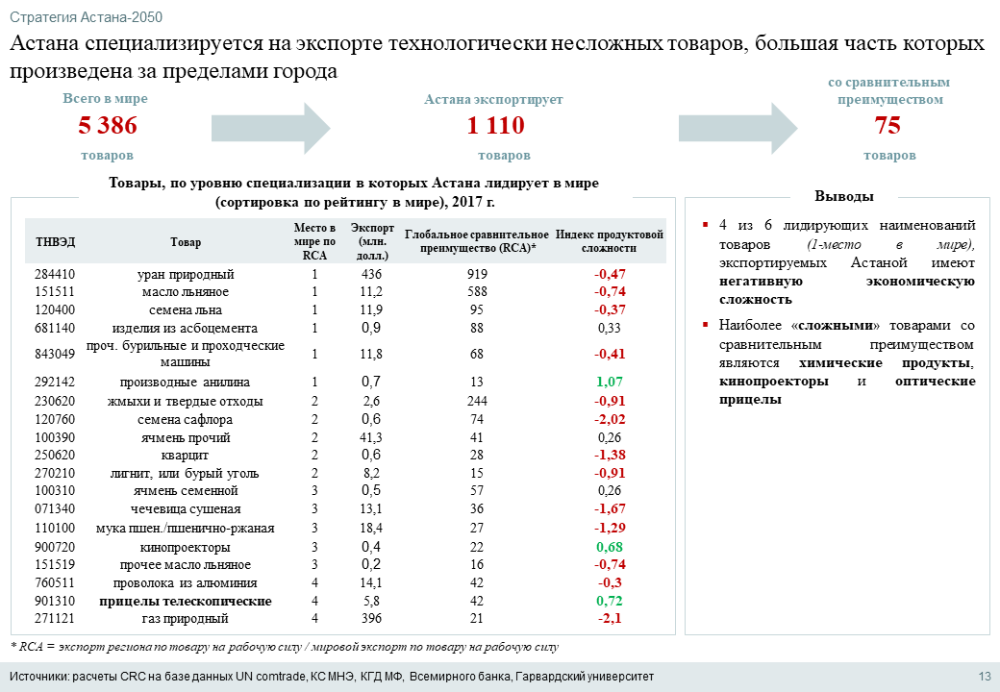 Стратегия Астана-2050
Астана специализируется на экспорте технологически несложных товаров, большая часть которых
произведена за пределами города
Всего в мире
5 386
товаров
Астана экспортирует
1 110
товаров
со сравнительным
преимуществом
75
товаров
Товары, по уровню специализации в которых Астана лидирует в мире
(сортировка по рейтингу в мире), 2017 г.
ТНВЭД Товар Место в мире по RCA Экспорт (млн. долл.) Глобальное сравнительное преимущество (RCA)* Индекс продуктовой сложности
284410 уран природный 1 436 919 -0,47
151511 масло льняное 1 11,2 588 -0,74
120400 семена льна 1 11,9 95 -0,37
681140 изделия из асбоцемента 1 0,9 88 0,33
843049 проч. бурильные и проходческие машины 1 11,8 68 -0,41
292142 производные анилина 1 0,7 13 1,07
230620 жмыхи и твердые отходы 2 2,6 244 -0,91
120760 семена сафлора 2 0,6 74 -2,02
100390 ячмень прочий 2 41,3 41 0,26
250620 кварцит 2 0,6 28 -1,38
270210 лигнит, или бурый уголь 2 8,2 15 -0,91
100310 ячмень семенной 3 0,5 57 0,26
071340 чечевица сушеная 3 13,1 36 -1,67
110100 мука пшен./пшенично-ржаная 3 18,4 27 -1,29
900720 кинопроекторы 3 0,4 22 0,68
151519 прочее масло льняное 3 0,2 16 -0,74
760511 проволока из алюминия 4 14,1 42 -0,3
901310 прицелы телескопические 4 5,8 42 0,72
271121 газ природный 4 396 21 -2,1
Выводы
▪ 4 из 6 лидирующих наименований
товаров (1-место в мире),
экспортируемых Астаной имеют
негативную экономическую
сложность
▪ Наиболее «сложными» товарами со
сравнительным преимуществом
являются химические продукты,
кинопроекторы и оптические
прицелы
* RCA = экспорт региона по товару на рабочую силу / мировой экспорт по товару на рабочую силу
Источники: расчеты CRC на базе данных UN comtrade, КС МНЭ, КГД МФ, Всемирного банка, Гарвардский университет
13